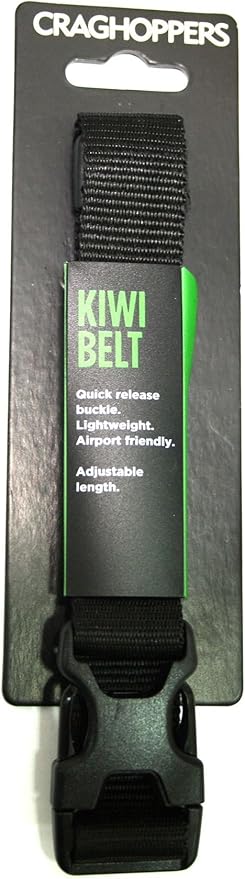 CRAGHOPPERS
KIWI
BELT
Quick release
buckle.
Lightweight.
Airport friendly.
Adjustable
length.